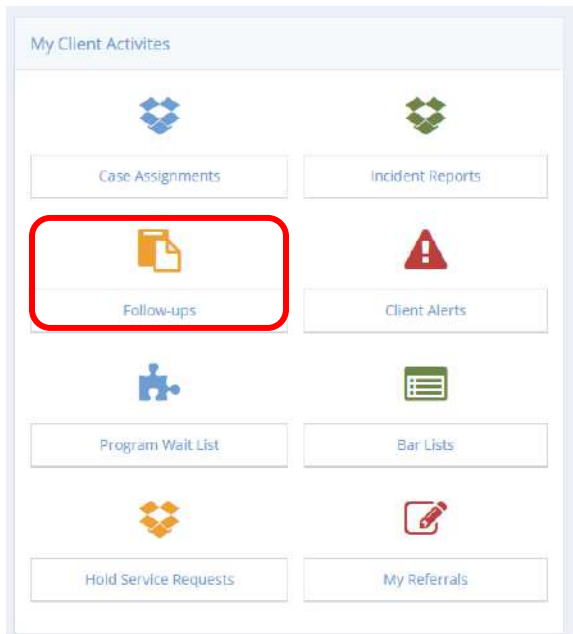 My Client Activites
Case Assignments
Incident Reports
Follow-ups
Client Alerts
Program Wait List
Bar Lists
Hold Service Requests
My Referrals